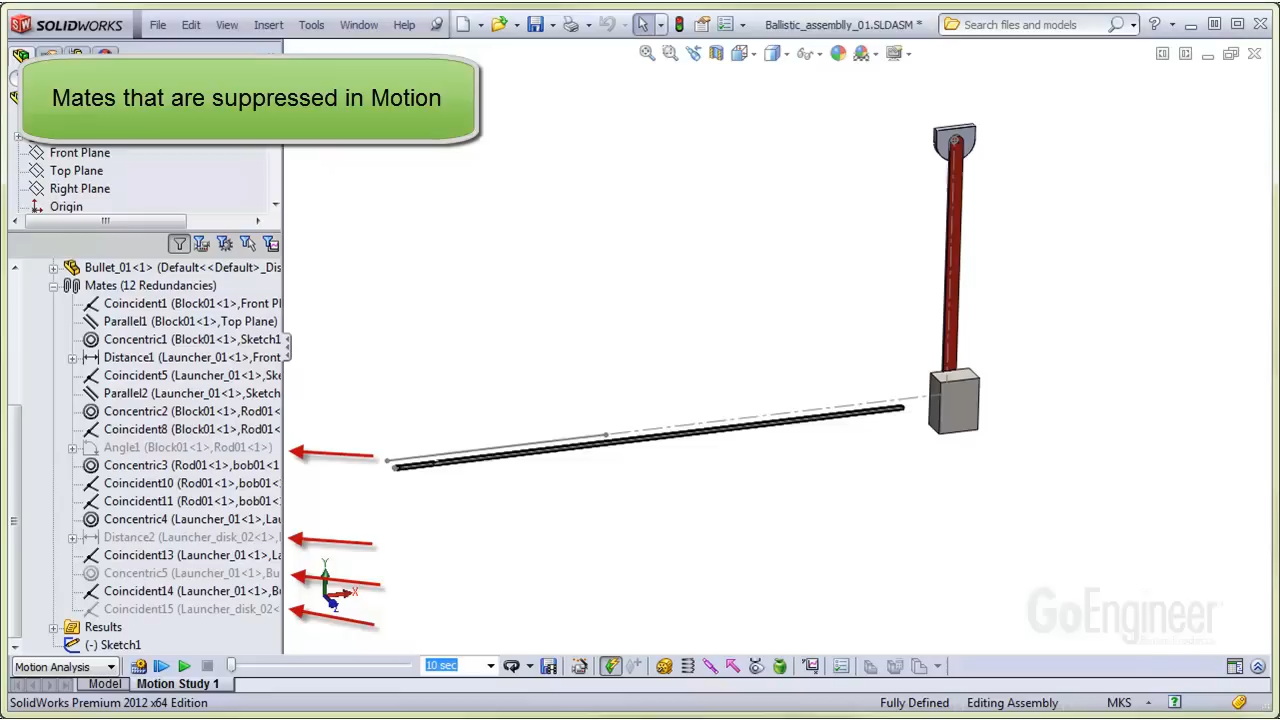 SOLIDWORKS File Edit View Insert Tools Window Help Ballistic_assemblly_01.SLDASM * Search files and models
Mates that are suppressed in Motion
Front Plane
Top Plane
Right Plane
Origin
Bullet_01<1> (Default<<Default>_Dis
Mates (12 Redundancies)
Coincident1 (Block01<1>,Front Pl
Parallel1 (Block01<1>,Top Plane)
Concentric1 (Block01<1>,Sketch1
Distance1 (Launcher_01<1>,Front
Coincident5 (Launcher_01<1>,Ske
Parallel2 (Launcher_01<1>,Sketch
Concentric2 (Block01<1>,Rod01<
Coincident8 (Block01<1>,Rod01<
Angle1 (Block01<1>,Rod01<1>)
Concentric3 (Rod01<1>,bob01<1
Coincident10 (Rod01<1>,bob01<
Coincident11 (Rod01<1>,bob01<
Concentric4 (Launcher_01<1>,Lau
Distance2 (Launcher_disk_02<1>,
Coincident13 (Launcher_01<1>,La
Concentric5 (Launcher_01<1>,Bu
Coincident14 (Launcher_01<1>,B
Coincident15 (Launcher_disk_02<
Results
(-) Sketch1
Y
X
Z
GoEngineer
Motion Analysis 10 sec
Model Motion Study 1
SolidWorks Premium 2012 x64 Edition Fully Defined Editing Assembly MKS